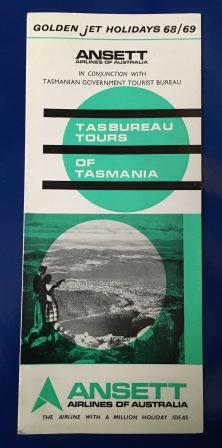 GOLDEN jET HOLIDAYS 68/69
ANSETT
AIRLINES OF AUSTRALIA
IN CONJUNCTION WITH
TASMANIAN GOVERNMENT TOURIST BUREAU
TASBUREAU
TOURS
OF
TASMANIA
ANSETT
AIRLINES OF AUSTRALIA
THE AIRLINE WITH A MILLION HOLIDAY IDEAS